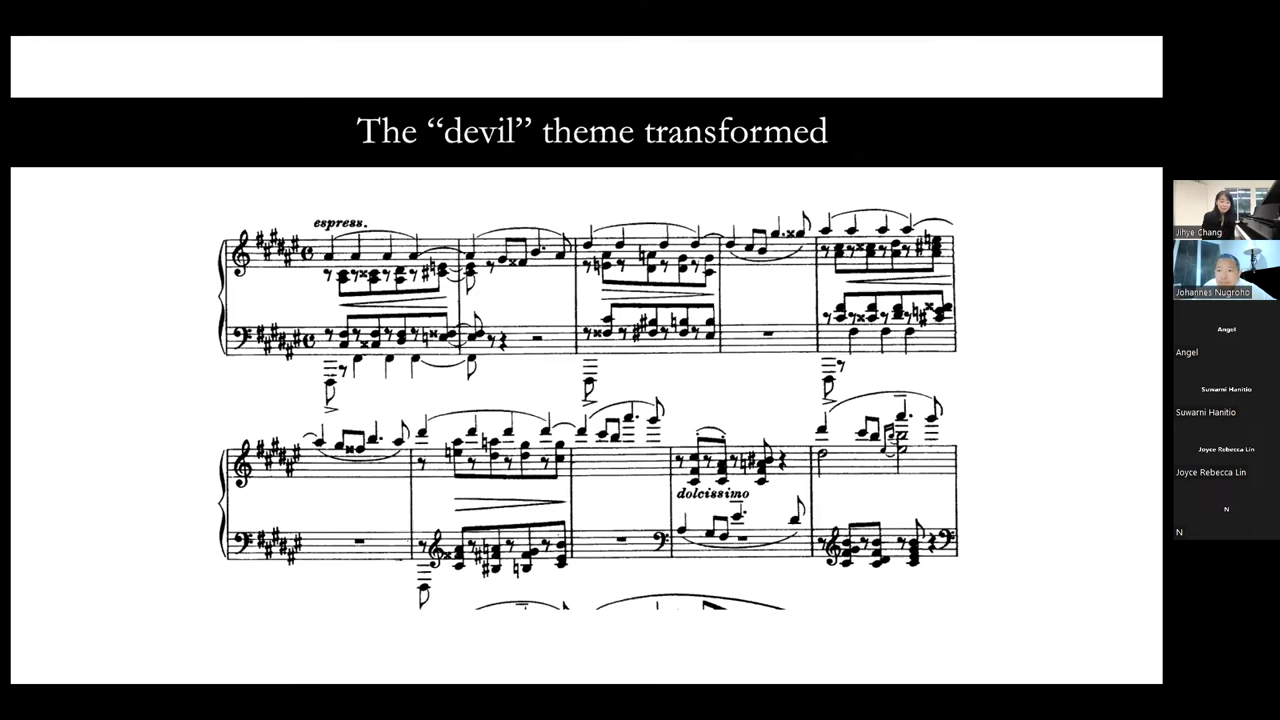 The “devil” theme transformed
espress.
dolcissimo
Jihye Chang
Johannes Nugroho
Angel
Angel
Suwarni Hanitio
Suwarni Hanitio
Joyce Rebecca Lin
Joyce Rebecca Lin
N
N